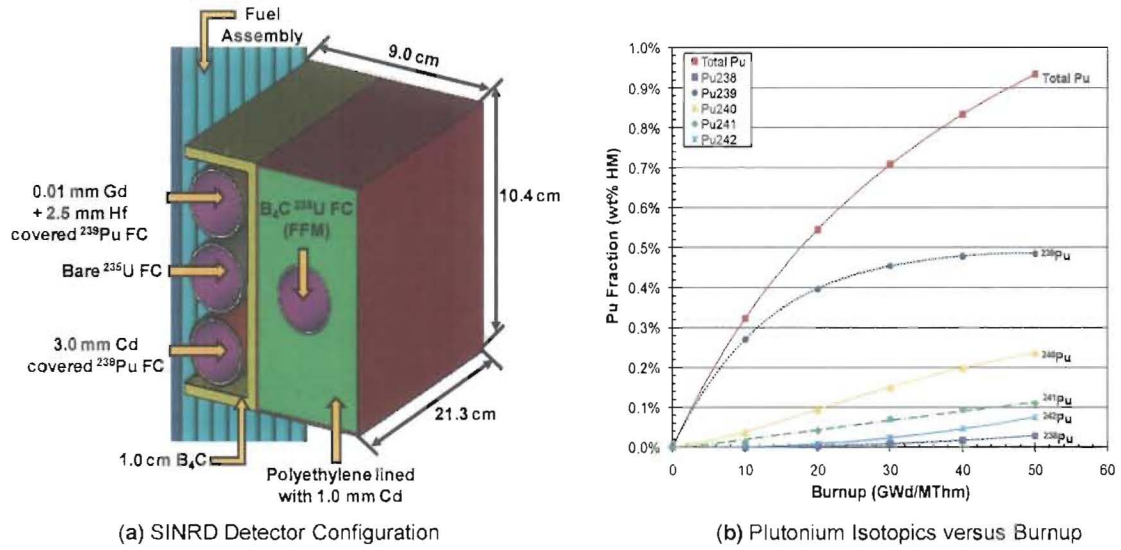 Fuel
Assembly
9.0 cm
10.4 cm
0.01 mm Gd
+ 2.5 mm Hf
covered ²³⁹Pu FC
B₄C ²³⁵U FC
(FFM)
Bare ²³⁵U FC
3.0 mm Cd
covered ²³⁹Pu FC
21.3 cm
1.0 cm B₄C
Polyethylene lined
with 1.0 mm Cd
(a) SINRD Detector Configuration
Pu Fraction (wt% HM)
1.0%
0.9%
0.8%
0.7%
0.6%
0.5%
0.4%
0.3%
0.2%
0.1%
0.0%
Total Pu
Pu238
Pu239
Pu240
Pu241
Pu242
Total Pu
²³⁹Pu
²⁴⁰Pu
²⁴¹Pu
²⁴²Pu
²³⁸Pu
0 10 20 30 40 50 60
Burnup (GWd/MThm)
(b) Plutonium Isotopics versus Burnup